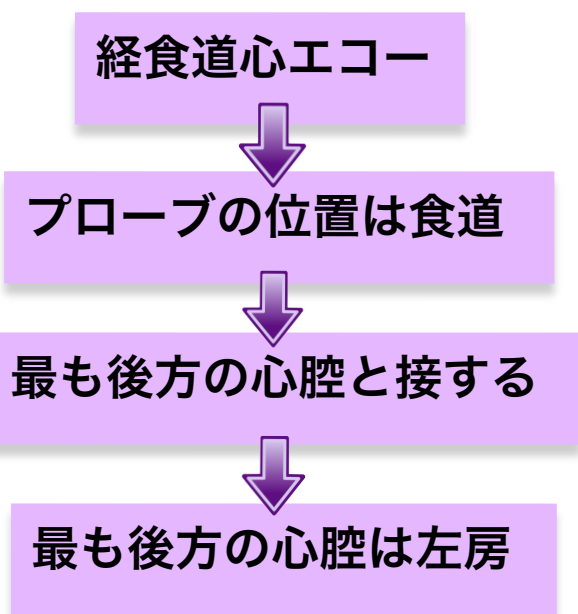 経食道心エコー
プローブの位置は食道
最も後方の心腔と接する
最も後方の心腔は左房